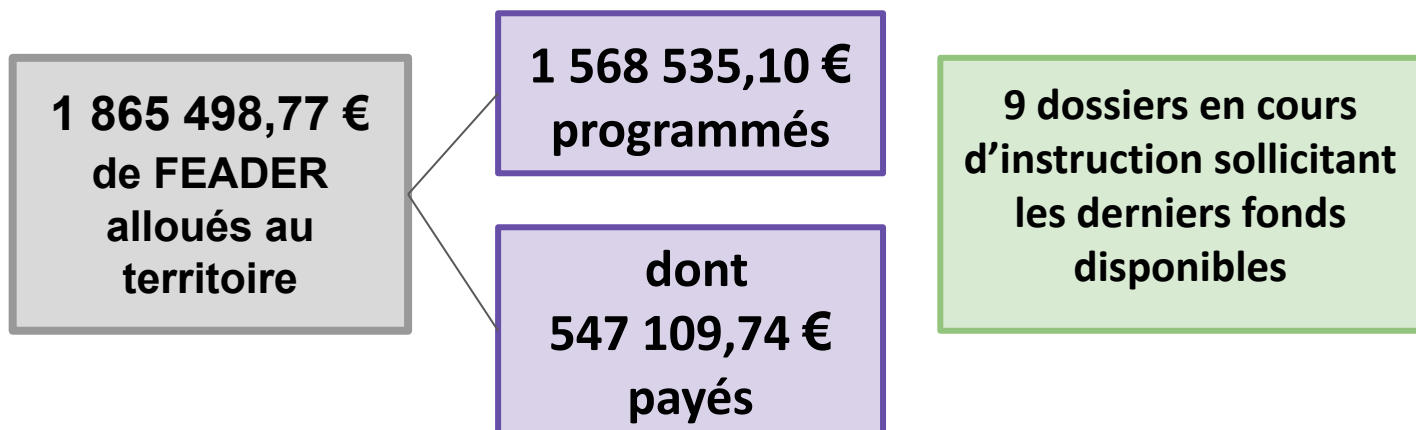 1 865 498,77 €
de FEADER
alloués au
territoire
1 568 535,10 €
programmés
dont
547 109,74 €
payés
9 dossiers en cours
d’instruction sollicitant
les derniers fonds
disponibles